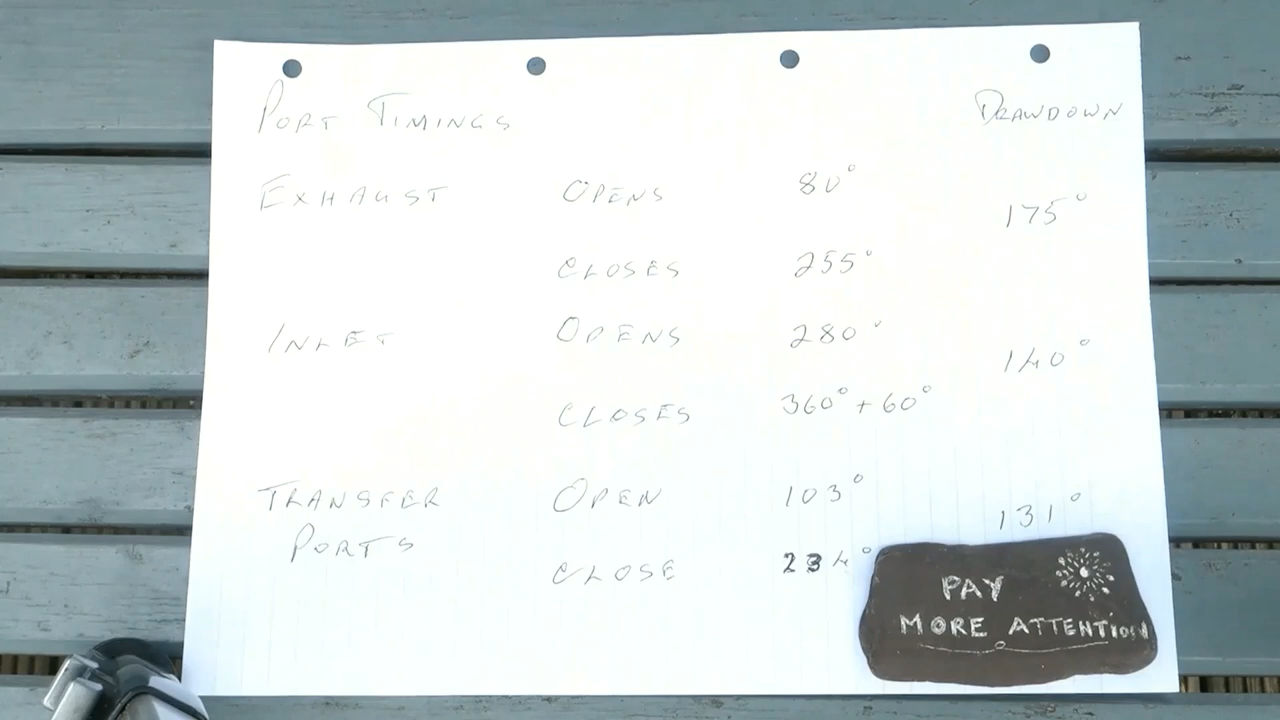 PORT TIMINGS DRAWDOWN
EXHAUST OPENS 80°
175°
CLOSES 255°
INLET OPENS 280°
140°
CLOSES 360° + 60°
TRANSFER OPEN 103°
131°
PORTS
CLOSE 234°
PAY
MORE ATTENTION